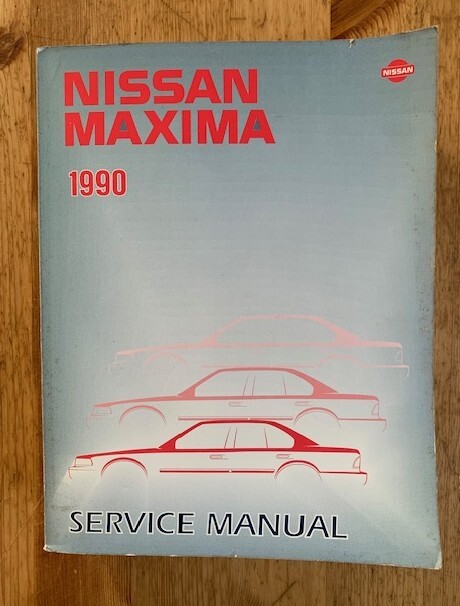 NISSAN
NISSAN
MAXIMA
1990
SERVICE MANUAL